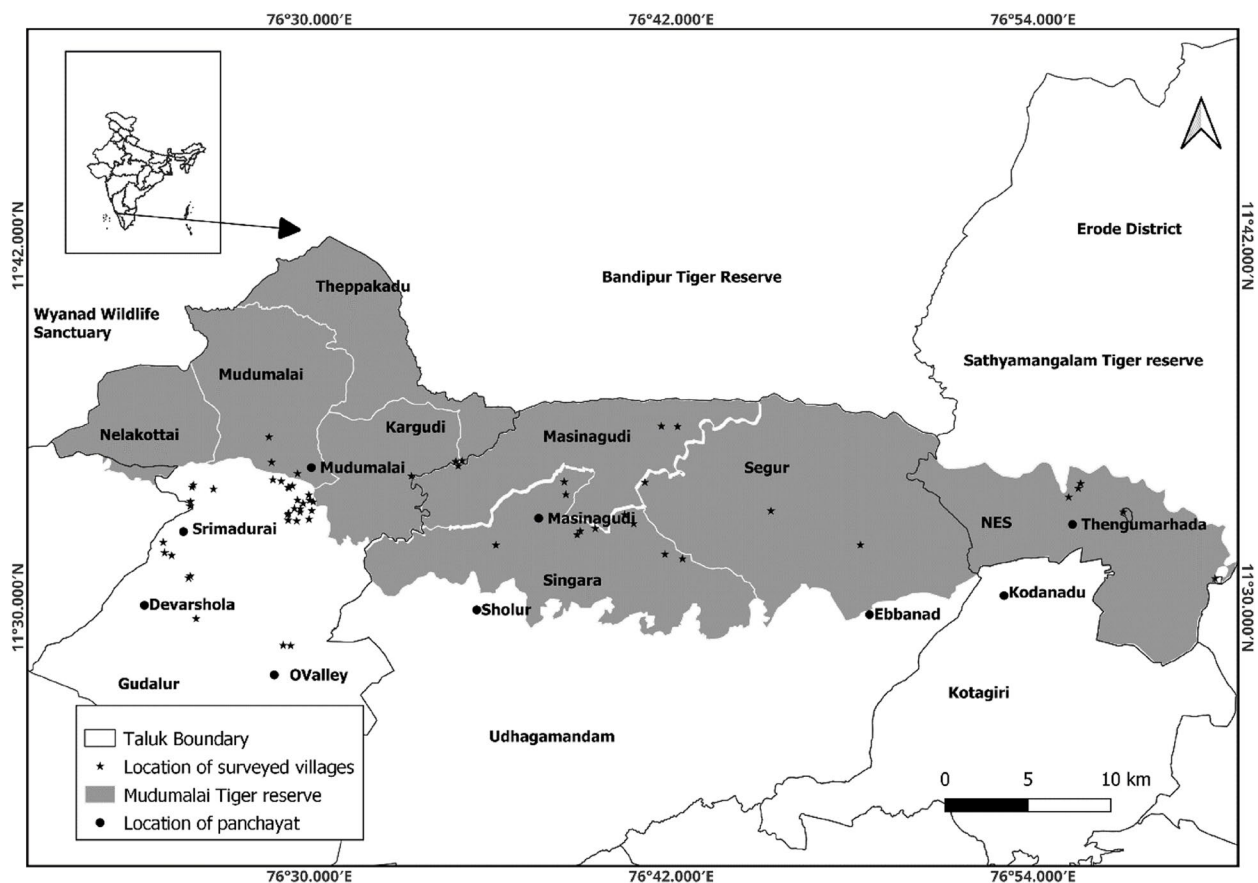 76°30.000′E
76°42.000′E
76°54.000′E
11°42.000′N
11°42.000′N
Erode District
Bandipur Tiger Reserve
Theppakadu
Wyanad Wildlife
Sanctuary
Sathyamangalam Tiger reserve
Mudumalai
Kargudi
Nelakottai
Masinagudi
Mudumalai
Segur
Masinagudi
NES
Thengumarhada
Srimadurai
Singara
Kodanadu
Devarshola
Sholur
Ebbanad
11°30.000′N
11°30.000′N
OValley
Gudalur
Kotagiri
Udhagamandam
Taluk Boundary
Location of surveyed villages
Mudumalai Tiger reserve
Location of panchayat
0 5 10 km
76°30.000′E
76°42.000′E
76°54.000′E